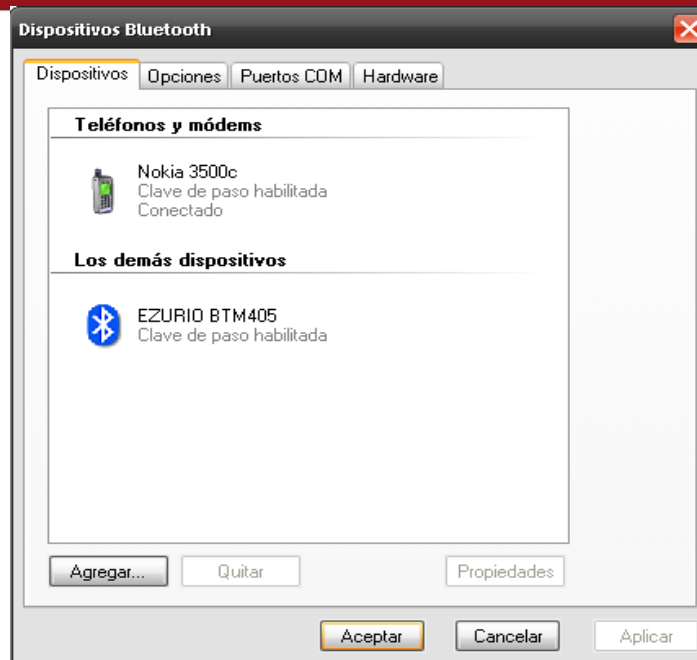 Dispositivos Bluetooth
Dispositivos
Opciones
Puertos COM
Hardware
Teléfonos y módems
Nokia 3500c
Clave de paso habilitada
Conectado
Los demás dispositivos
EZURIO BTM405
Clave de paso habilitada
Agregar...
Quitar
Propiedades
Aceptar
Cancelar
Aplicar